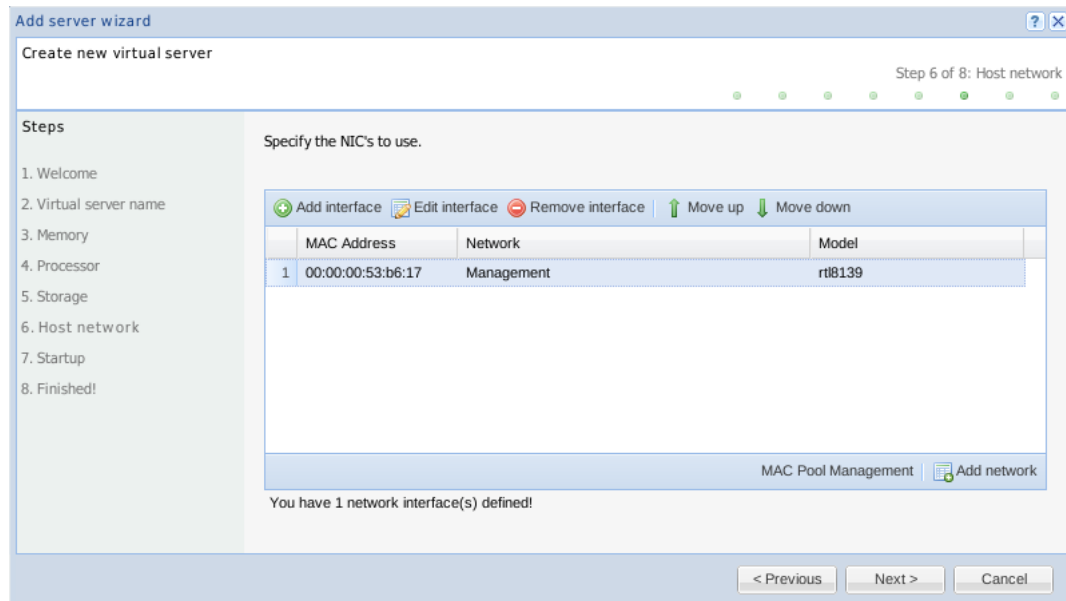 Add server wizard
Create new virtual server
Step 6 of 8: Host network
Steps
1. Welcome
2. Virtual server name
3. Memory
4. Processor
5. Storage
6. Host network
7. Startup
8. Finished!
Specify the NIC's to use.
Add interface Edit interface Remove interface Move up Move down
MAC Address Network Model
1 00:00:00:53:b6:17 Management rtl8139
MAC Pool Management Add network
You have 1 network interface(s) defined!
< Previous Next > Cancel